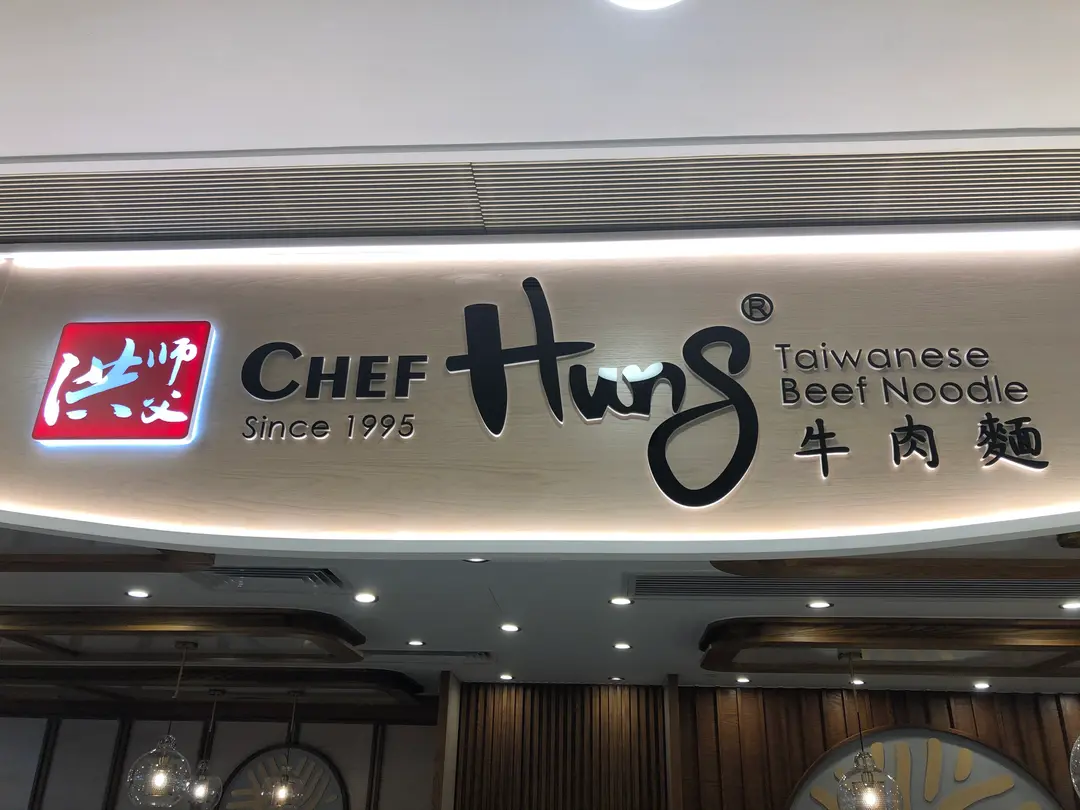 洪师父
CHEF Hung®
Since 1995
Taiwanese
Beef Noodle
牛肉麵